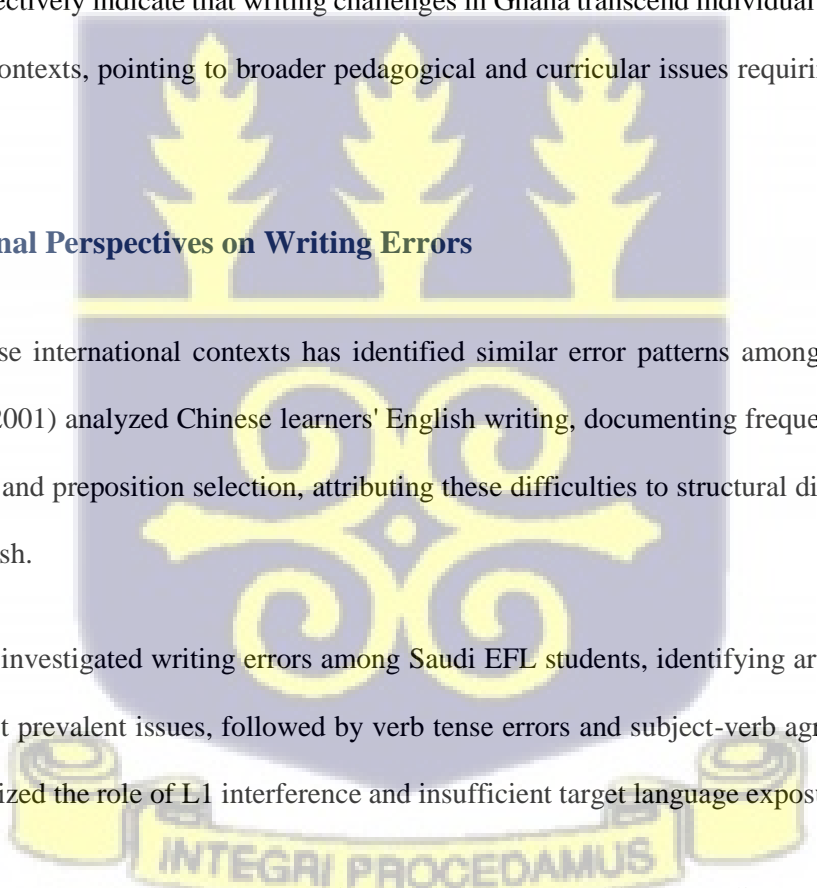 ectively indicate that writing challenges in Ghana transcend individual
ontexts, pointing to broader pedagogical and curricular issues requirin
nal Perspectives on Writing Errors
se international contexts has identified similar error patterns among
2001) analyzed Chinese learners' English writing, documenting freque
and preposition selection, attributing these difficulties to structural di
sh.
investigated writing errors among Saudi EFL students, identifying ar
t prevalent issues, followed by verb tense errors and subject-verb agr
ized the role of L1 interference and insufficient target language expos
INTEGRI PROCEDAMUS